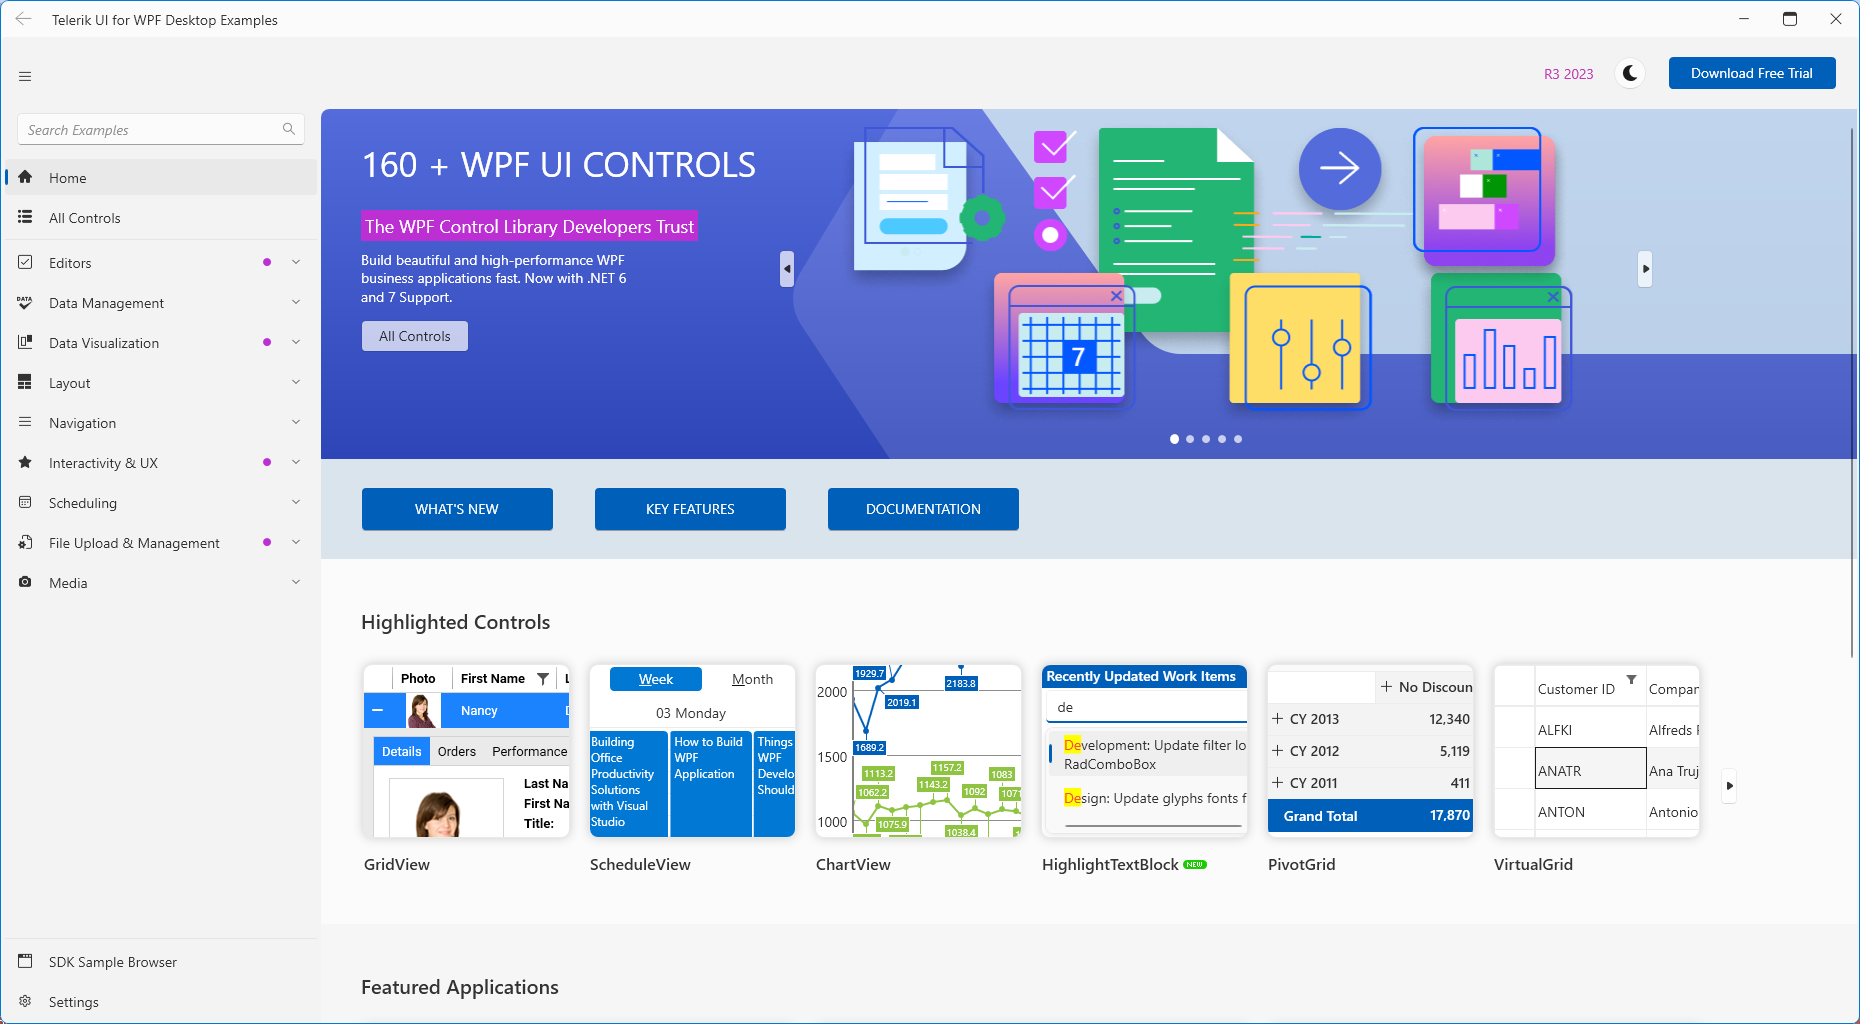 Telerik UI for WPF Desktop Examples
R3 2023
Download Free Trial
Search Examples
Home
All Controls
Editors
Data Management
Data Visualization
Layout
Navigation
Interactivity & UX
Scheduling
File Upload & Management
Media
SDK Sample Browser
Settings
160 + WPF UI CONTROLS
The WPF Control Library Developers Trust
Build beautiful and high-performance WPF
business applications fast. Now with .NET 6
and 7 Support.
All Controls
7
WHAT'S NEW
KEY FEATURES
DOCUMENTATION
Highlighted Controls
Photo First Name L
Nancy
Details Orders Performance
Last Na
First Na
Title:
GridView
Week Month
03 Monday
Building
Office
Productivity
Solutions
with Visual
Studio
How to Build
WPF
Application
Things
WPF
Develo
Should
ScheduleView
2000
1500
1000
1929.7
2183.8
2019.1
1689.2
1157.2
1113.2
1083
1143.2
1062.2
1092
1071
1075.9
1038.4
ChartView
Recently Updated Work Items
de
Development: Update filter lo
RadComboBox
Design: Update glyphs fonts f
HighlightTextBlock NEW
+ No Discoun
+ CY 2013 12,340
+ CY 2012 5,119
+ CY 2011 411
Grand Total 17,870
PivotGrid
Customer ID Compan
ALFKI Alfreds F
ANATR Ana Truj
ANTON Antonio
VirtualGrid
Featured Applications